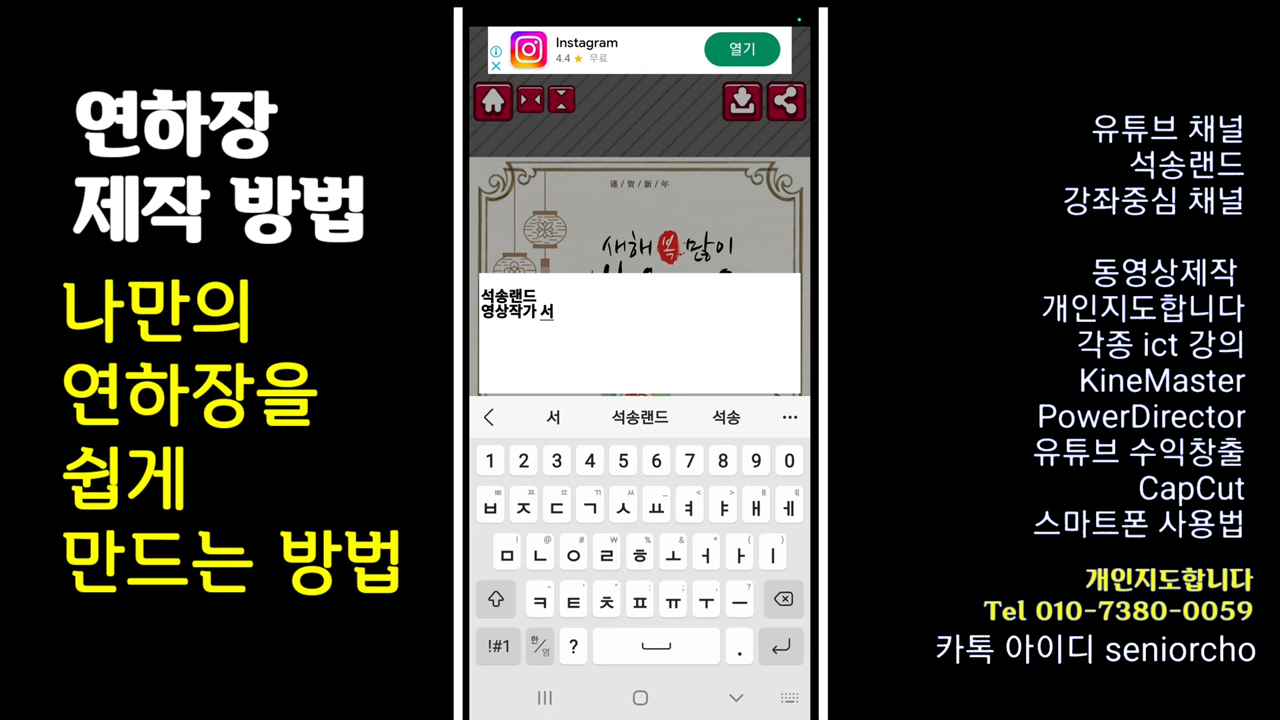 연하장
제작 방법
나만의
연하장을
쉽게
만드는 방법
Instagram
4.4 ★ 무료
열기
謹/賀/新/年
새해 복 많이
석송랜드
영상작가 서
서 석송랜드 석송
1 2 3 4 5 6 7 8 9 0
ㅃ ㅉ ㄸ ㄲ ㅆ _ < > ㅒ ㅖ
ㅂ ㅈ ㄷ ㄱ ㅅ ㅛ ㅕ ㅑ ㅐ ㅔ
! @ # ₩ % & * ( )
ㅁ ㄴ ㅇ ㄹ ㅎ ㅗ ㅓ ㅏ ㅣ
- ' " : ; , ?
ㅋ ㅌ ㅊ ㅍ ㅠ ㅜ ㅡ
!#1 한/영 ? .
유튜브 채널
석송랜드
강좌중심 채널
동영상제작
개인지도합니다
각종 ict 강의
KineMaster
PowerDirector
유튜브 수익창출
CapCut
스마트폰 사용법
개인지도합니다
Tel 010-7380-0059
카톡 아이디 seniorcho